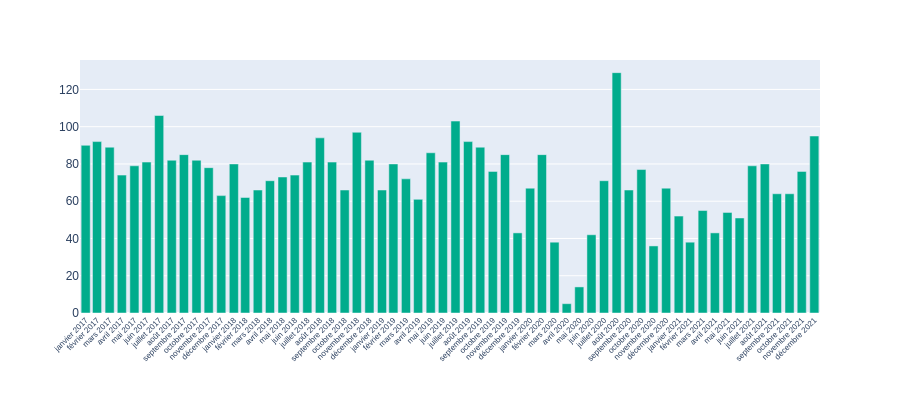 120
100
80
60
40
20
0
janvier 2017
février 2017
mars 2017
avril 2017
mai 2017
juin 2017
juillet 2017
août 2017
septembre 2017
octobre 2017
novembre 2017
décembre 2017
janvier 2018
février 2018
mars 2018
avril 2018
mai 2018
juin 2018
juillet 2018
août 2018
septembre 2018
octobre 2018
novembre 2018
décembre 2018
janvier 2019
février 2019
mars 2019
avril 2019
mai 2019
juin 2019
juillet 2019
août 2019
septembre 2019
octobre 2019
novembre 2019
décembre 2019
janvier 2020
février 2020
mars 2020
avril 2020
mai 2020
juin 2020
juillet 2020
août 2020
septembre 2020
octobre 2020
novembre 2020
décembre 2020
janvier 2021
février 2021
mars 2021
avril 2021
mai 2021
juin 2021
juillet 2021
août 2021
septembre 2021
octobre 2021
novembre 2021
décembre 2021